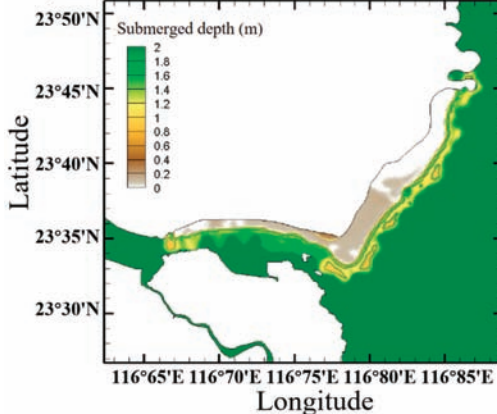 Submerged depth (m)
2
1.8
1.6
1.4
1.2
1
0.8
0.6
0.4
0.2
0
Latitude
23°50'N
23°45'N
23°40'N
23°35'N
23°30'N
116°65'E 116°70'E 116°75'E 116°80'E 116°85'E
Longitude